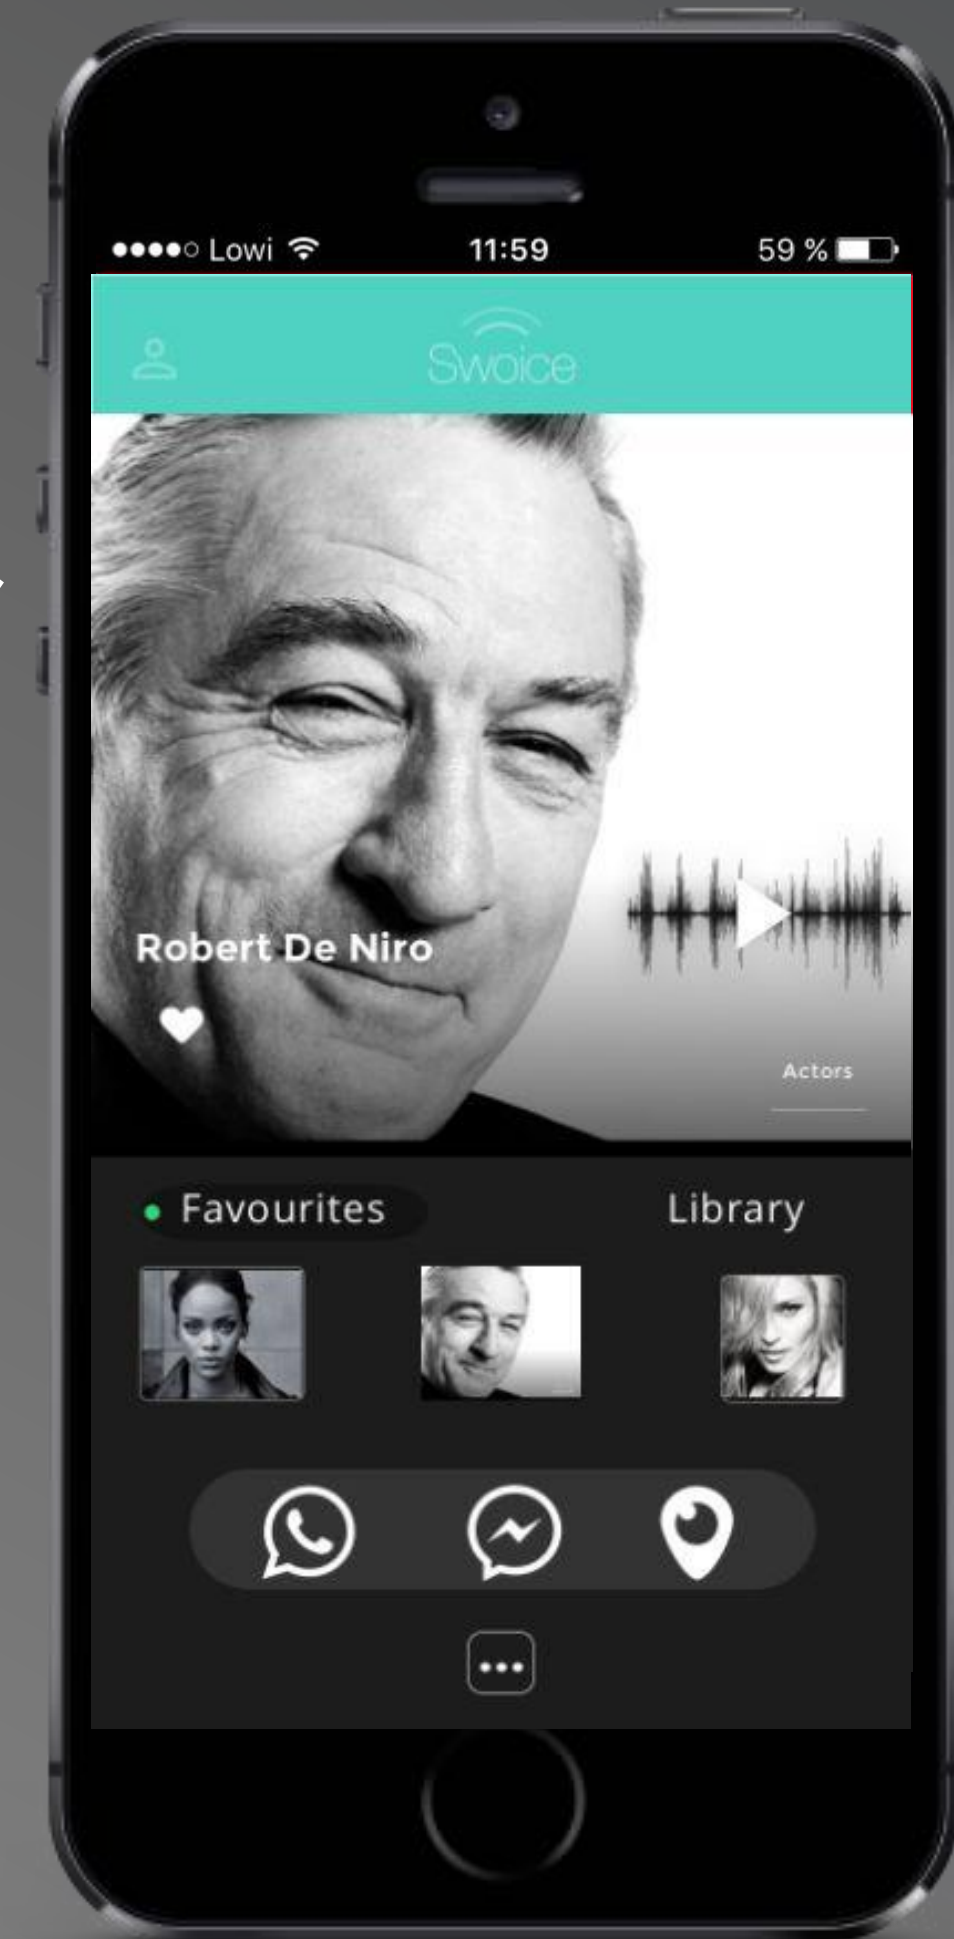 Lowi 11:59 59 %
Swoice
Robert De Niro
Actors
Favourites Library